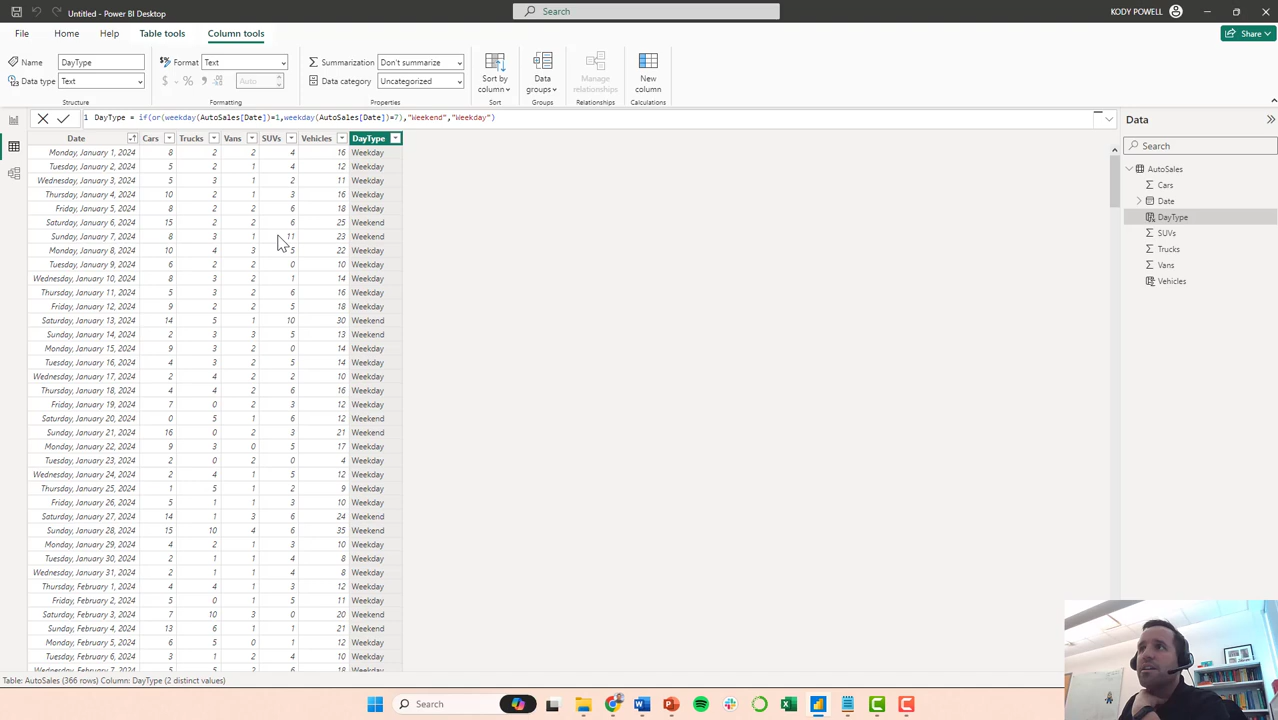 Untitled - Power BI Desktop
Search
KODY POWELL
File Home Help Table tools Column tools
Share
Name DayType
Format Text
Summarization Don't summarize
Data type Text
$ % Auto
Data category Uncategorized
Sort by column
Data groups
Manage relationships
New column
Structure Formatting Properties Sort Groups Relationships Calculations
1 DayType = if(or(weekday(AutoSales[Date])=1,weekday(AutoSales[Date])=7),"Weekend","Weekday")
Date Cars Trucks Vans SUVs Vehicles DayType
Monday, January 1, 2024 8 2 2 4 16 Weekday
Tuesday, January 2, 2024 5 2 1 4 12 Weekday
Wednesday, January 3, 2024 5 3 1 2 11 Weekday
Thursday, January 4, 2024 10 2 1 3 16 Weekday
Friday, January 5, 2024 8 2 2 6 18 Weekday
Saturday, January 6, 2024 15 2 2 6 25 Weekend
Sunday, January 7, 2024 8 3 1 11 23 Weekend
Monday, January 8, 2024 10 4 3 5 22 Weekday
Tuesday, January 9, 2024 6 2 2 0 10 Weekday
Wednesday, January 10, 2024 8 3 2 1 14 Weekday
Thursday, January 11, 2024 5 3 2 6 16 Weekday
Friday, January 12, 2024 9 2 2 5 18 Weekday
Saturday, January 13, 2024 14 5 1 10 30 Weekend
Sunday, January 14, 2024 2 3 3 5 13 Weekend
Monday, January 15, 2024 9 3 2 0 14 Weekday
Tuesday, January 16, 2024 4 3 2 5 14 Weekday
Wednesday, January 17, 2024 2 4 2 2 10 Weekday
Thursday, January 18, 2024 4 4 2 6 16 Weekday
Friday, January 19, 2024 7 0 2 3 12 Weekday
Saturday, January 20, 2024 0 5 1 6 12 Weekend
Sunday, January 21, 2024 16 0 2 3 21 Weekend
Monday, January 22, 2024 9 3 0 5 17 Weekday
Tuesday, January 23, 2024 2 0 2 0 4 Weekday
Wednesday, January 24, 2024 2 4 1 5 12 Weekday
Thursday, January 25, 2024 1 5 1 2 9 Weekday
Friday, January 26, 2024 5 1 1 3 10 Weekday
Saturday, January 27, 2024 14 1 3 6 24 Weekend
Sunday, January 28, 2024 15 10 4 6 35 Weekend
Monday, January 29, 2024 4 2 1 3 10 Weekday
Tuesday, January 30, 2024 2 1 1 4 8 Weekday
Wednesday, January 31, 2024 2 1 1 4 8 Weekday
Thursday, February 1, 2024 4 4 1 3 12 Weekday
Friday, February 2, 2024 5 0 1 5 11 Weekday
Saturday, February 3, 2024 7 10 3 0 20 Weekend
Sunday, February 4, 2024 13 6 1 1 21 Weekend
Monday, February 5, 2024 6 5 0 1 12 Weekday
Tuesday, February 6, 2024 3 1 2 4 10 Weekday
Wednesday, February 7, 2024 5 5 2 6 18 Weekday
Data
Search
AutoSales
Cars
Date
DayType
SUVs
Trucks
Vans
Vehicles
Table: AutoSales (366 rows) Column: DayType (2 distinct values)
Search